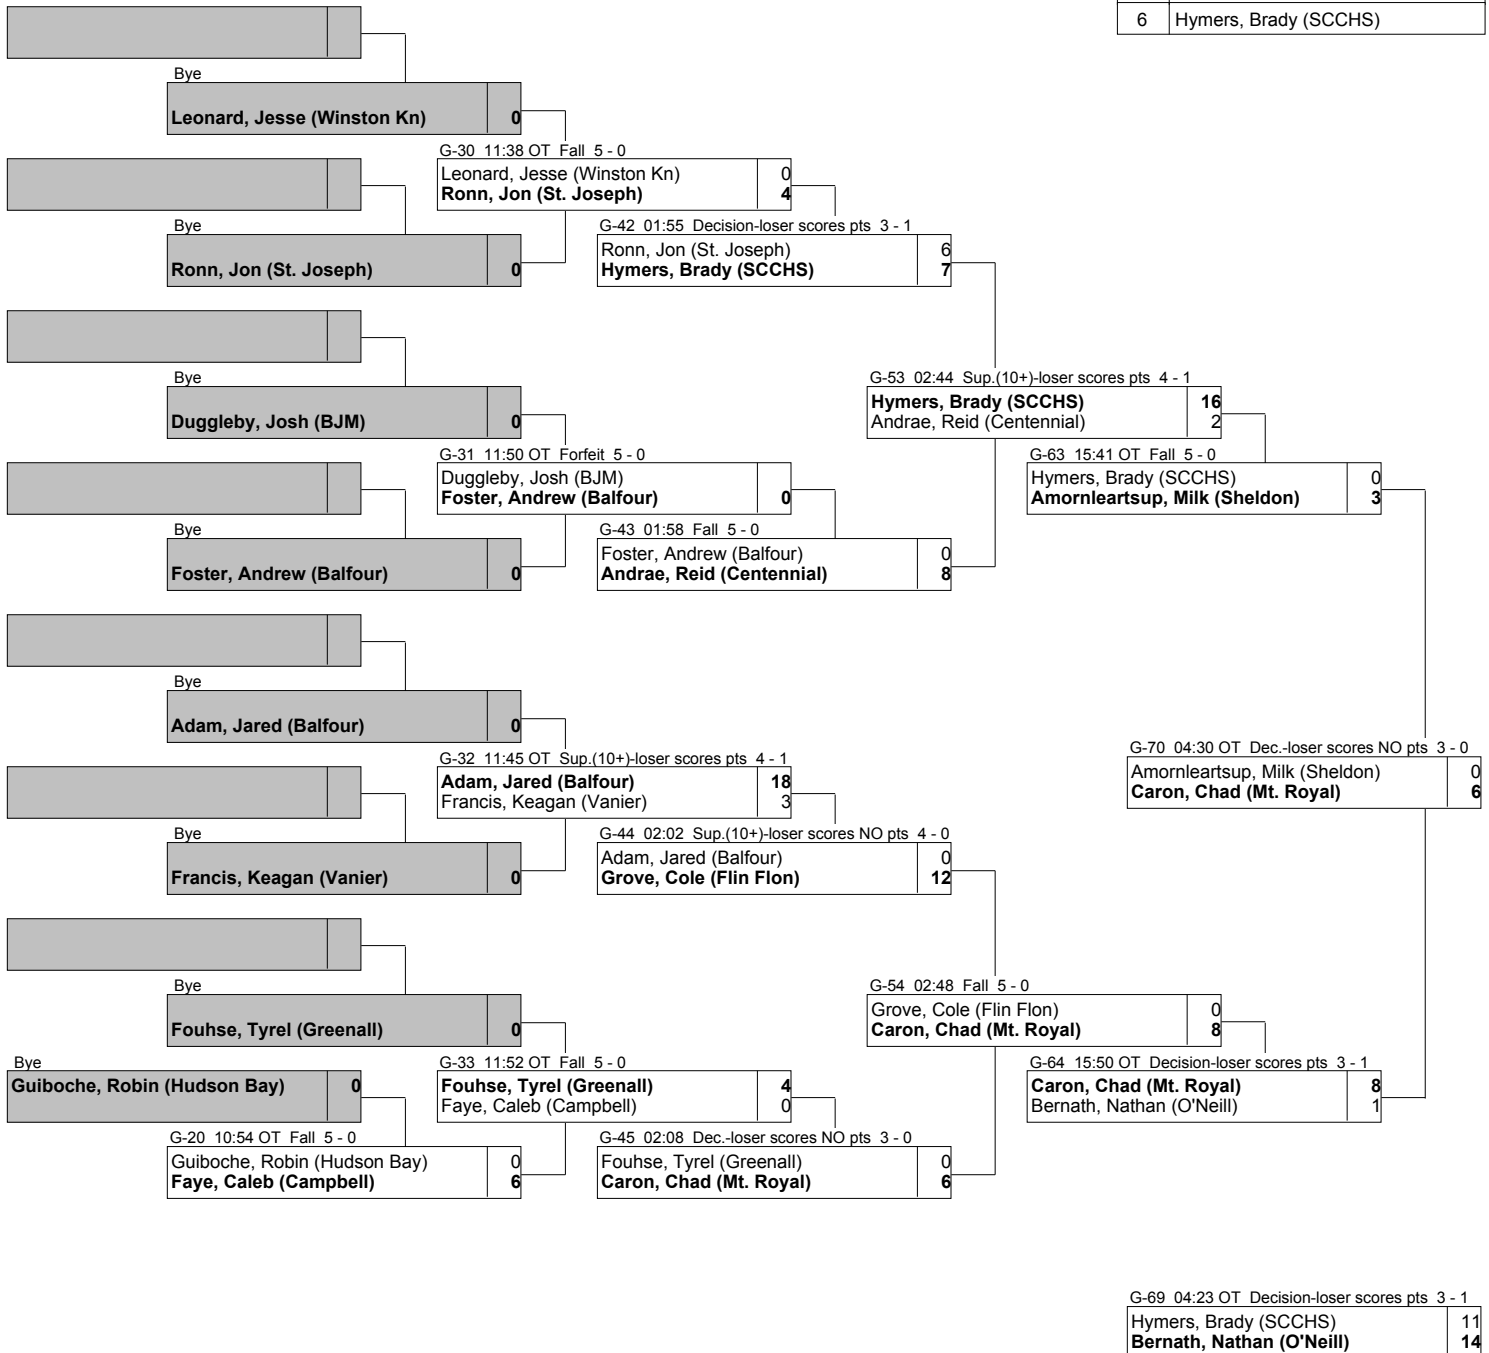 6 Hymers, Brady (SCCHS)
Bye
Leonard, Jesse (Winston Kn) 0
G-30 11:38 OT Fall 5 - 0
Leonard, Jesse (Winston Kn) 0
Ronn, Jon (St. Joseph) 4
Bye
Ronn, Jon (St. Joseph) 0
G-42 01:55 Decision-loser scores pts 3 - 1
Ronn, Jon (St. Joseph) 6
Hymers, Brady (SCCHS) 7
Bye
Duggleby, Josh (BJM) 0
G-53 02:44 Sup.(10+)-loser scores pts 4 - 1
Hymers, Brady (SCCHS) 16
Andrae, Reid (Centennial) 2
G-31 11:50 OT Forfeit 5 - 0
Duggleby, Josh (BJM)
Foster, Andrew (Balfour) 0
G-63 15:41 OT Fall 5 - 0
Hymers, Brady (SCCHS) 0
Amornleartsup, Milk (Sheldon) 3
Bye
Foster, Andrew (Balfour) 0
G-43 01:58 Fall 5 - 0
Foster, Andrew (Balfour) 0
Andrae, Reid (Centennial) 8
Bye
Adam, Jared (Balfour) 0
G-32 11:45 OT Sup.(10+)-loser scores pts 4 - 1
Adam, Jared (Balfour) 18
Francis, Keagan (Vanier) 3
G-70 04:30 OT Dec.-loser scores NO pts 3 - 0
Amornleartsup, Milk (Sheldon) 0
Caron, Chad (Mt. Royal) 6
Bye
Francis, Keagan (Vanier) 0
G-44 02:02 Sup.(10+)-loser scores NO pts 4 - 0
Adam, Jared (Balfour) 0
Grove, Cole (Flin Flon) 12
Bye
Fouhse, Tyrel (Greenall) 0
G-54 02:48 Fall 5 - 0
Grove, Cole (Flin Flon) 0
Caron, Chad (Mt. Royal) 8
Bye
Guiboche, Robin (Hudson Bay) 0
G-33 11:52 OT Fall 5 - 0
Fouhse, Tyrel (Greenall) 4
Faye, Caleb (Campbell) 0
G-64 15:50 OT Decision-loser scores pts 3 - 1
Caron, Chad (Mt. Royal) 8
Bernath, Nathan (O'Neill) 1
G-20 10:54 OT Fall 5 - 0
Guiboche, Robin (Hudson Bay) 0
Faye, Caleb (Campbell) 6
G-45 02:08 Dec.-loser scores NO pts 3 - 0
Fouhse, Tyrel (Greenall) 0
Caron, Chad (Mt. Royal) 6
G-69 04:23 OT Decision-loser scores pts 3 - 1
Hymers, Brady (SCCHS) 11
Bernath, Nathan (O'Neill) 14